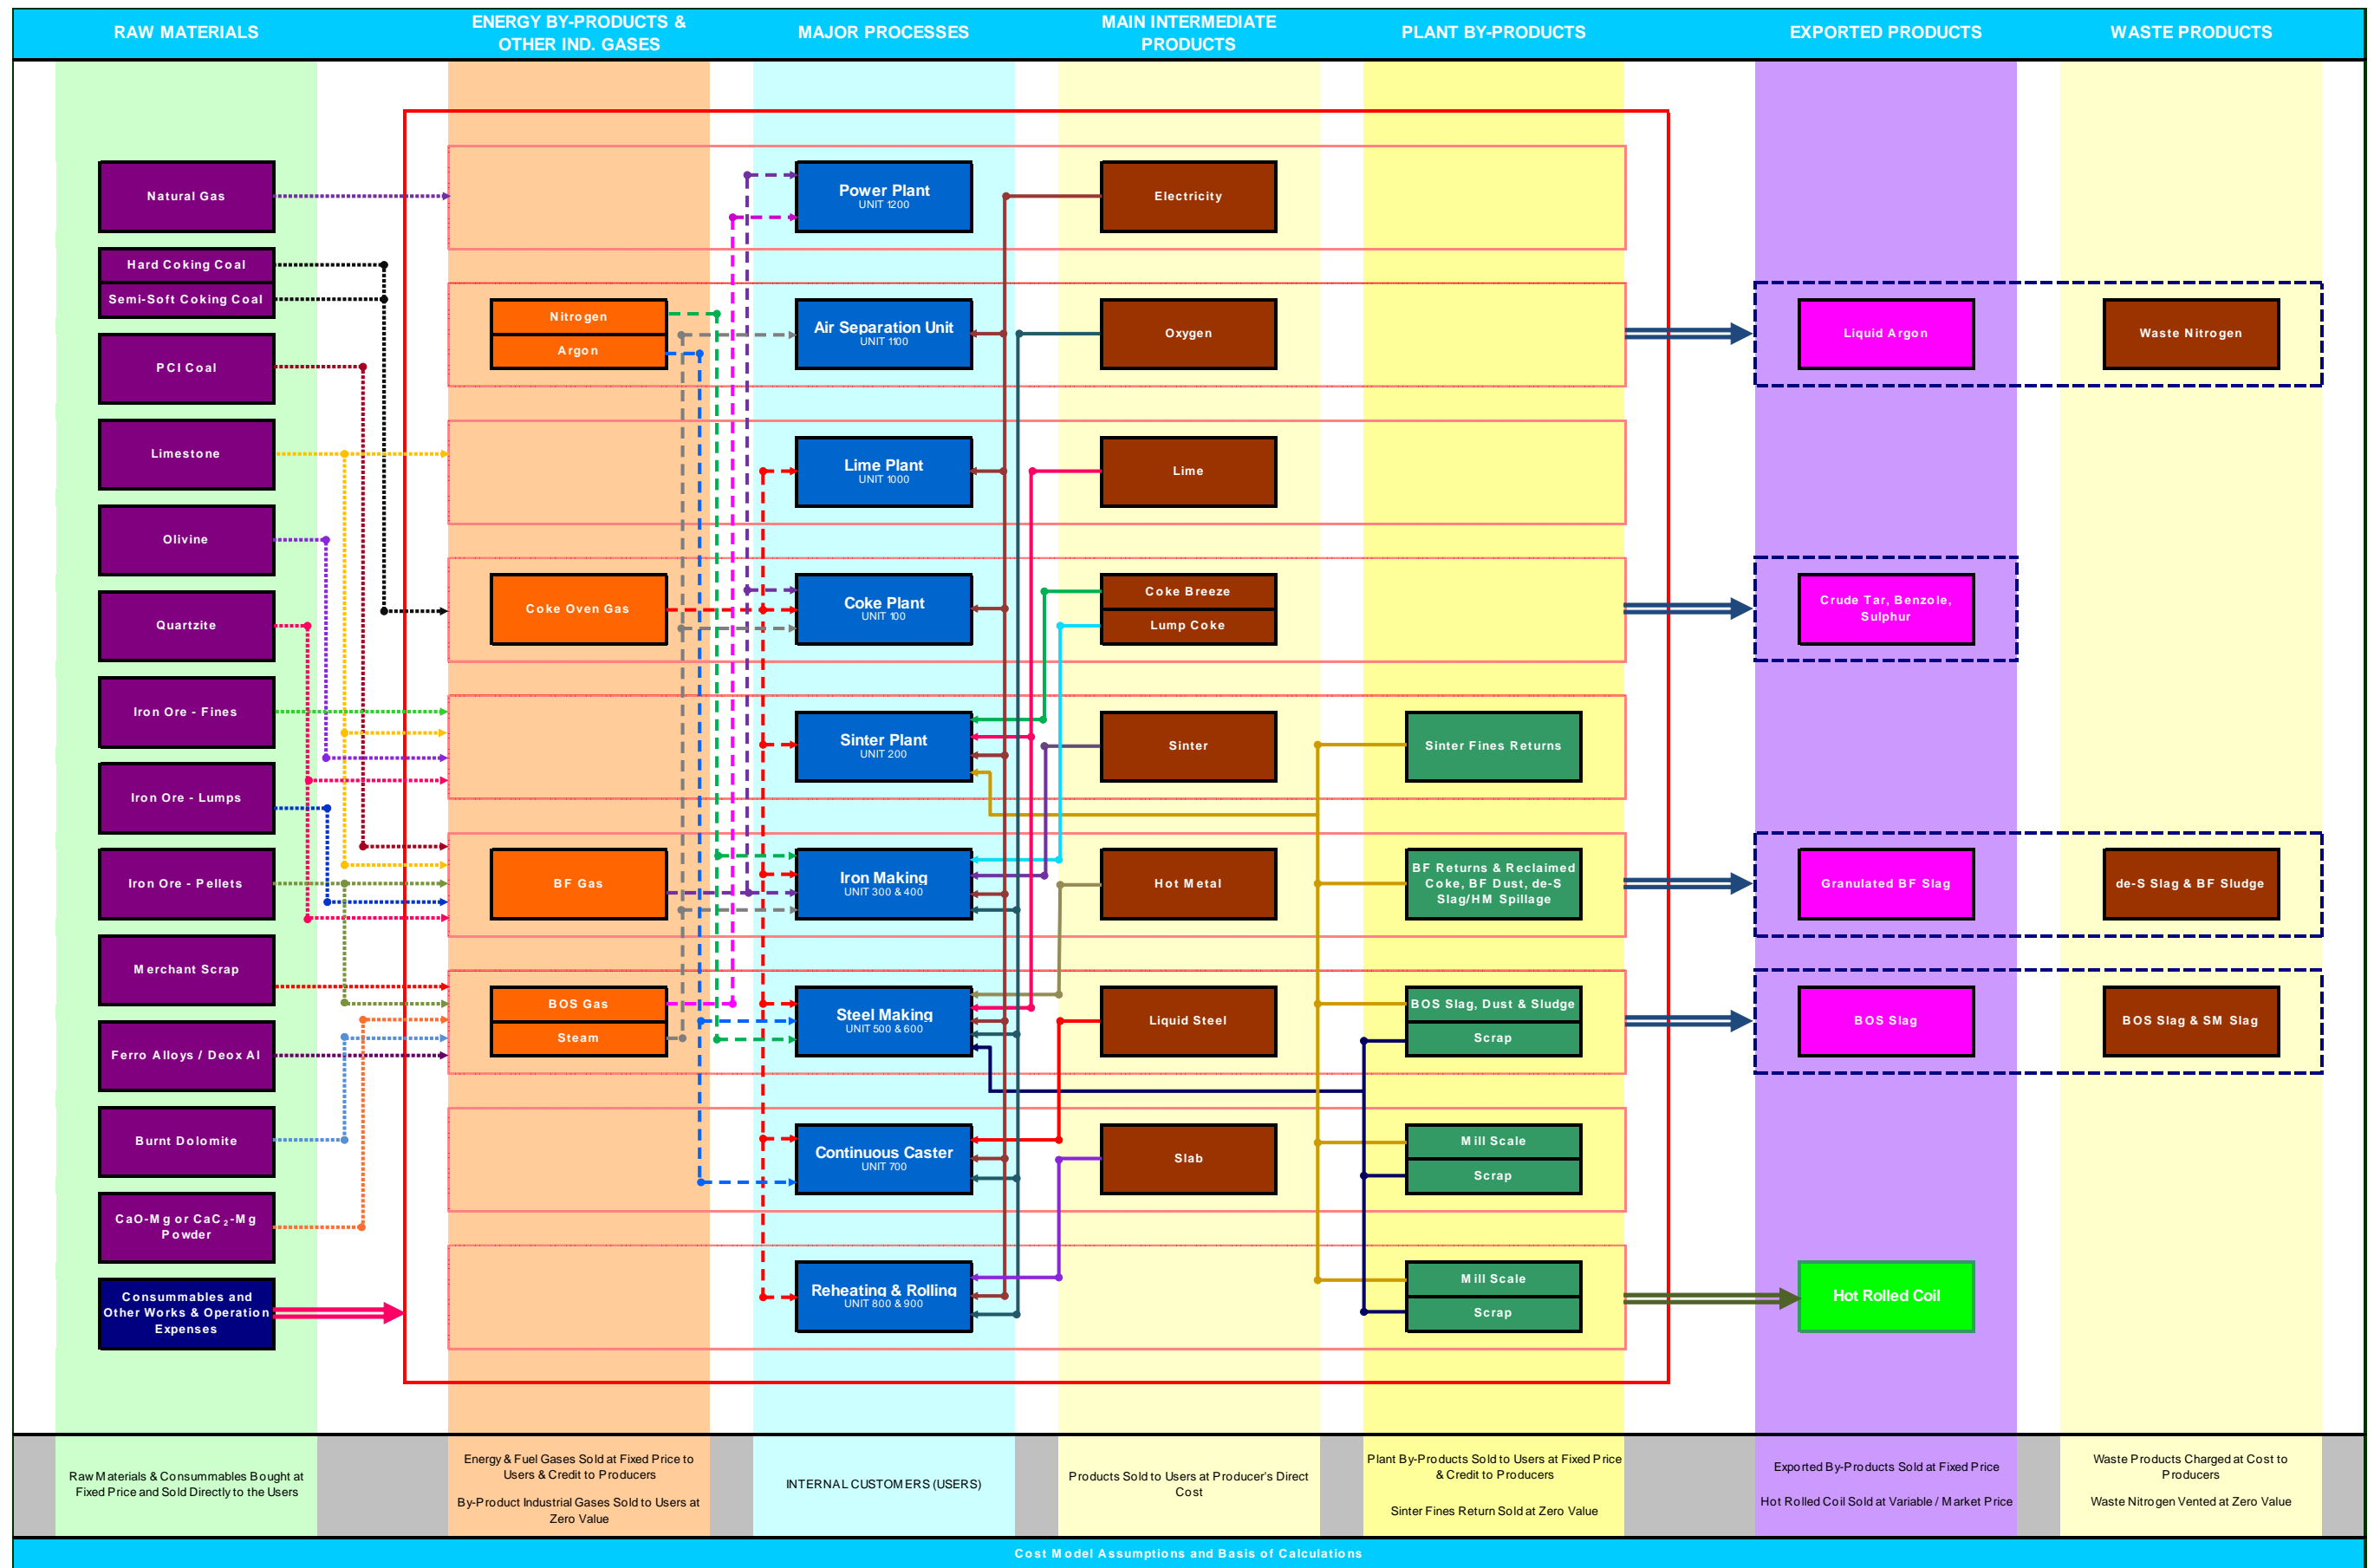 RAW MATERIALS
ENERGY BY-PRODUCTS &
OTHER IND. GASES
MAJOR PROCESSES
MAIN INTERMEDIATE
PRODUCTS
PLANT BY-PRODUCTS
EXPORTED PRODUCTS
WASTE PRODUCTS
Natural Gas
Power Plant
UNIT 1200
Electricity
Hard Coking Coal
Semi-Soft Coking Coal
Nitrogen
Argon
Air Separation Unit
UNIT 1100
Oxygen
Liquid Argon
Waste Nitrogen
PCI Coal
Limestone
Lime Plant
UNIT 1000
Lime
Olivine
Quartzite
Coke Oven Gas
Coke Plant
UNIT 100
Coke Breeze
Lump Coke
Crude Tar, Benzole,
Sulphur
Iron Ore - Fines
Sinter Plant
UNIT 200
Sinter
Sinter Fines Returns
Iron Ore - Lumps
Iron Ore - Pellets
BF Gas
Iron Making
UNIT 300 & 400
Hot Metal
BF Returns & Reclaimed
Coke, BF Dust, de-S
Slag/HM Spillage
Granulated BF Slag
de-S Slag & BF Sludge
Merchant Scrap
BOS Gas
Steam
Steel Making
UNIT 500 & 600
Liquid Steel
BOS Slag, Dust & Sludge
Scrap
BOS Slag
BOS Slag & SM Slag
Ferro Alloys / Deox Al
Burnt Dolomite
Continuous Caster
UNIT 700
Slab
Mill Scale
Scrap
CaO-Mg or CaC₂-Mg
Powder
Consummables and
Other Works & Operation
Expenses
Reheating & Rolling
UNIT 800 & 900
Mill Scale
Scrap
Hot Rolled Coil
Raw Materials & Consummables Bought at
Fixed Price and Sold Directly to the Users
Energy & Fuel Gases Sold at Fixed Price to
Users & Credit to Producers
By-Product Industrial Gases Sold to Users at
Zero Value
INTERNAL CUSTOMERS (USERS)
Products Sold to Users at Producer's Direct
Cost
Plant By-Products Sold to Users at Fixed Price
& Credit to Producers
Sinter Fines Return Sold at Zero Value
Exported By-Products Sold at Fixed Price
Hot Rolled Coil Sold at Variable / Market Price
Waste Products Charged at Cost to
Producers
Waste Nitrogen Vented at Zero Value
Cost Model Assumptions and Basis of Calculations